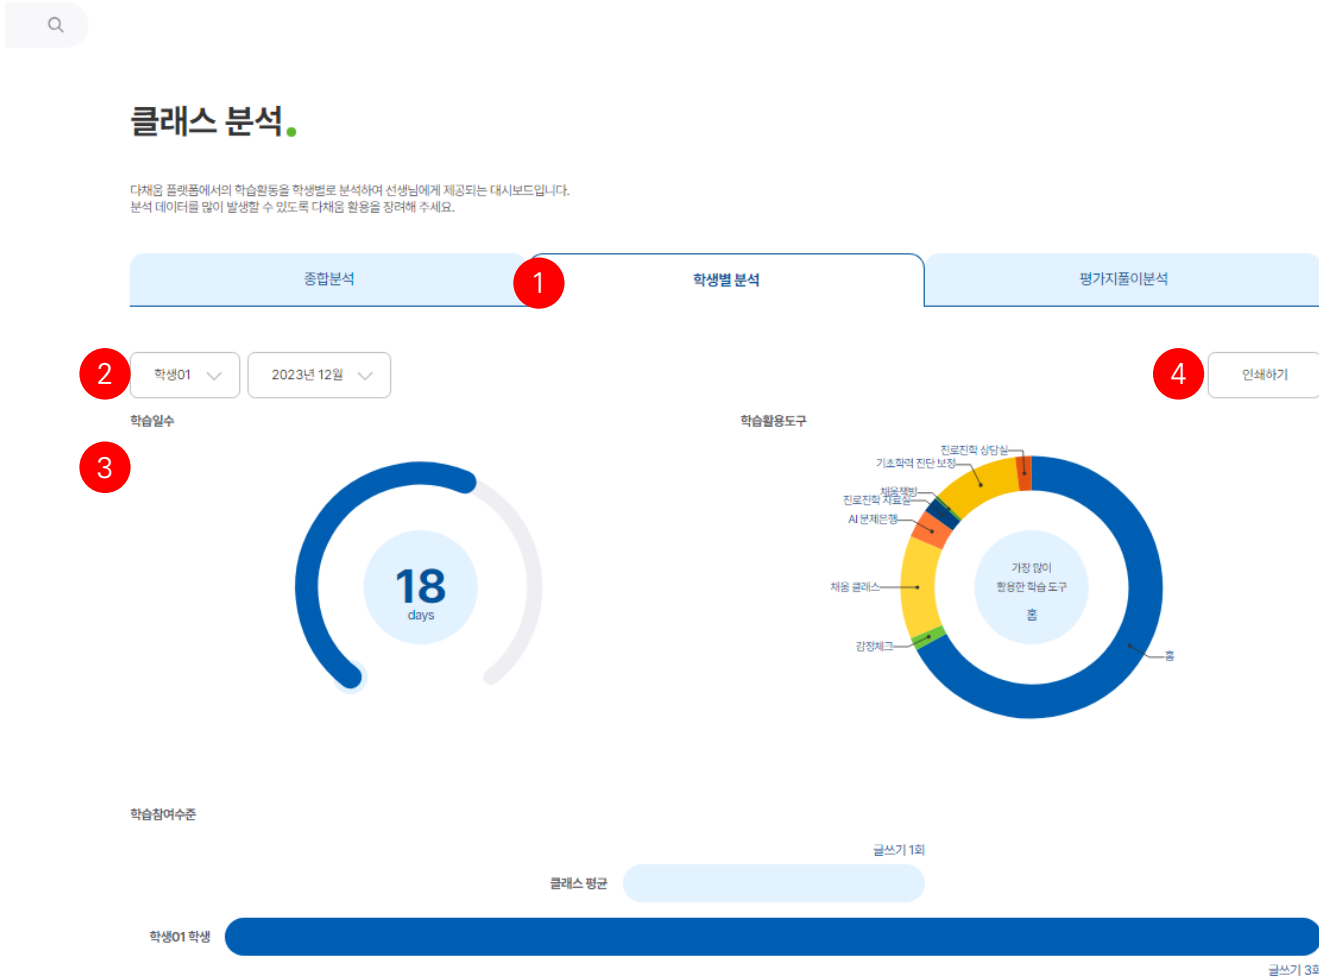 클래스 분석.
다채움 플랫폼에서의 학습활동을 학생별로 분석하여 선생님에게 제공되는 대시보드입니다.
분석 데이터를 많이 발생할 수 있도록 다채움 활용을 장려해 주세요.
종합분석
1
학생별 분석
평가지풀이분석
2
학생01
2023년 12월
4
인쇄하기
학습일수
3
18
days
학습활용도구
진로진학 상담실
기초학력 진단 보정
채움책방
진로진학 자료실
AI 문제은행
채움 클래스
감정체크
홈
가장 많이
활용한 학습 도구
홈
학습참여수준
글쓰기 1회
클래스 평균
학생01 학생
글쓰기 3회